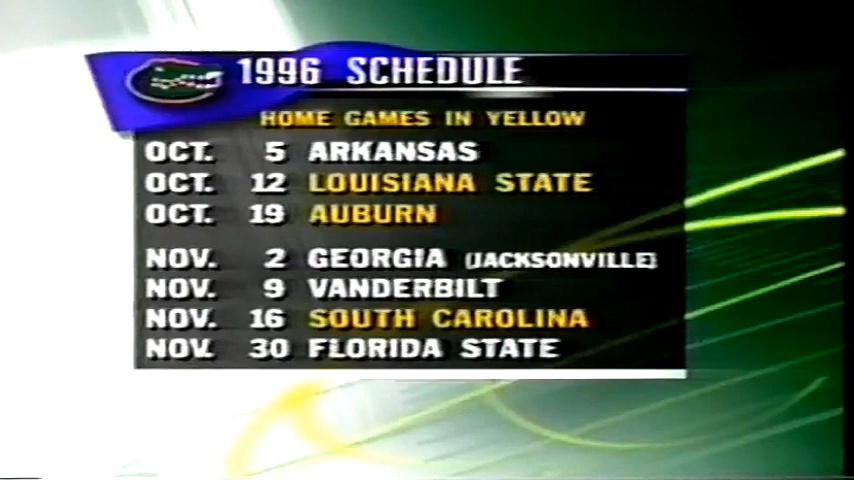 1996 SCHEDULE
HOME GAMES IN YELLOW
OCT. 5 ARKANSAS
OCT. 12 LOUISIANA STATE
OCT. 19 AUBURN
NOV. 2 GEORGIA (JACKSONVILLE)
NOV. 9 VANDERBILT
NOV. 16 SOUTH CAROLINA
NOV. 30 FLORIDA STATE